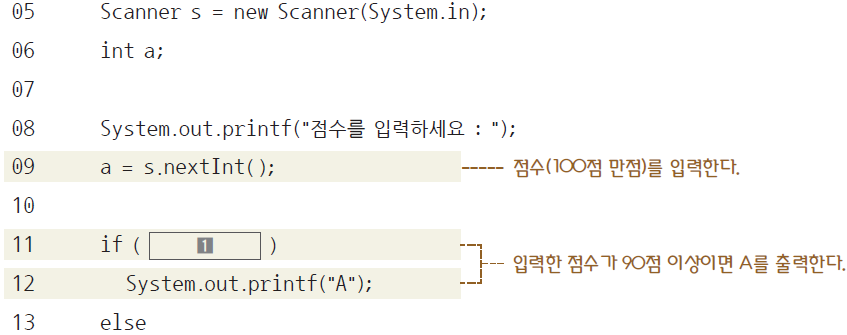 05 Scanner s = new Scanner(System.in);
06 int a;
07
08 System.out.printf("점수를 입력하세요 : ");
09 a = s.nextInt(); 점수(100점 만점)를 입력한다.
10
11 if ( 1 )
입력한 점수가 90점 이상이면 A를 출력한다.
12 System.out.printf("A");
13 else